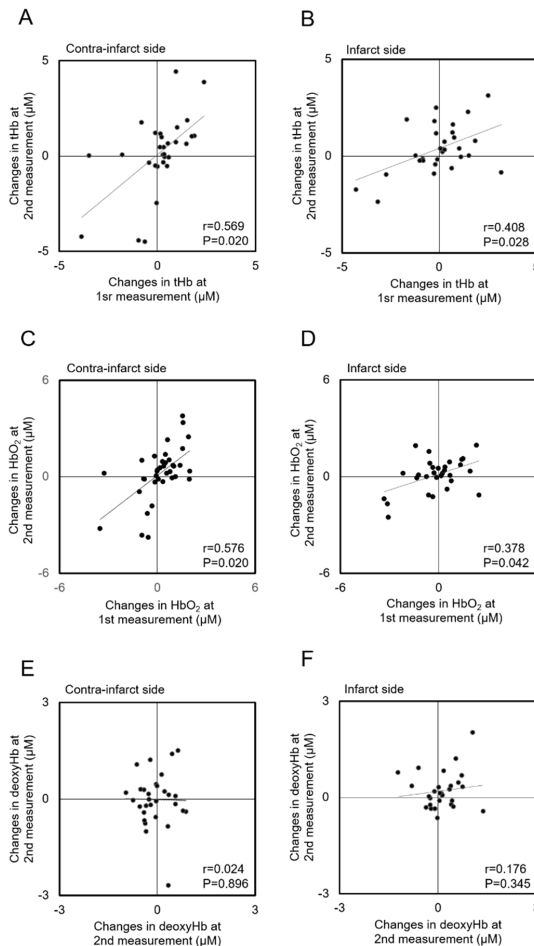 A
Contra-infarct side
Changes in tHb at
2nd measurement (μM)
5
0
-5
-5
0
5
r=0.569
P=0.020
Changes in tHb at
1sr measurement (μM)
B
Infarct side
Changes in tHb at
2nd measurement (μM)
5
0
-5
-5
0
5
r=0.408
P=0.028
Changes in tHb at
1sr measurement (μM)
C
Contra-infarct side
Changes in HbO₂ at
2nd measurement (μM)
6
0
-6
-6
0
6
r=0.576
P=0.020
Changes in HbO₂ at
1st measurement (μM)
D
Infarct side
Changes in HbO₂ at
2nd measurement (μM)
6
0
-6
-6
0
6
r=0.378
P=0.042
Changes in HbO₂ at
1st measurement (μM)
E
Contra-infarct side
Changes in deoxyHb at
2nd measurement (μM)
3
0
-3
-3
0
3
r=0.024
P=0.896
Changes in deoxyHb at
2nd measurement (μM)
F
Infarct side
Changes in deoxyHb at
2nd measurement (μM)
3
0
-3
-3
0
3
r=0.176
P=0.345
Changes in deoxyHb at
2nd measurement (μM)